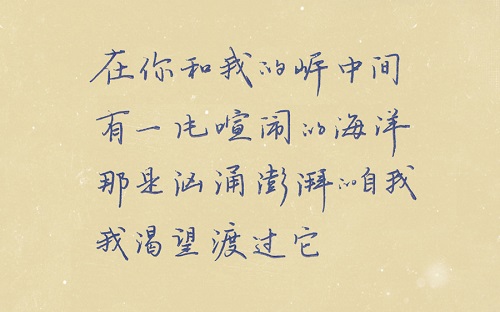 在你和我的岸中间
有一片喧闹的海洋
那是汹涌澎湃的自我
我渴望渡过它